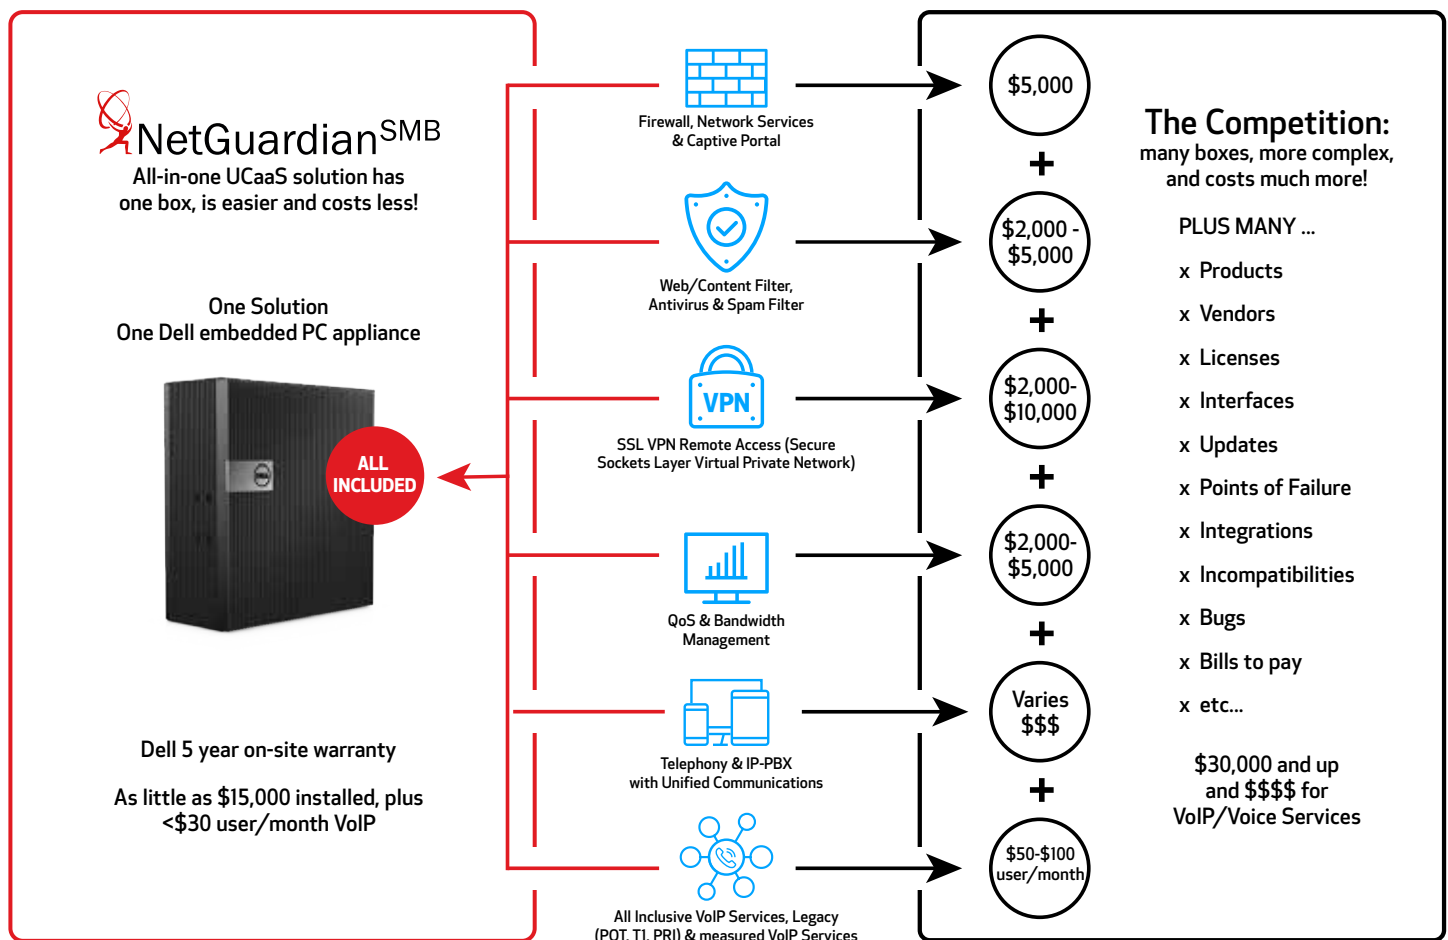 NetGuardian SMB
All-in-one UCaaS solution has
one box, is easier and costs less!
One Solution
One Dell embedded PC appliance
ALL
INCLUDED
Dell 5 year on-site warranty
As little as $15,000 installed, plus
<$30 user/month VoIP
Firewall, Network Services
& Captive Portal
Web/Content Filter,
Antivirus & Spam Filter
VPN
SSL VPN Remote Access (Secure
Sockets Layer Virtual Private Network)
QoS & Bandwidth
Management
Telephony & IP-PBX
with Unified Communications
All Inclusive VoIP Services, Legacy
(POT, T1, PRI) & measured VoIP Services
$5,000
+
$2,000 -
$5,000
+
$2,000-
$10,000
+
$2,000-
$5,000
+
Varies
$$$
+
$50-$100
user/month
The Competition:
many boxes, more complex,
and costs much more!
PLUS MANY ...
x Products
x Vendors
x Licenses
x Interfaces
x Updates
x Points of Failure
x Integrations
x Incompatibilities
x Bugs
x Bills to pay
x etc...
$30,000 and up
and $$$$ for
VoIP/Voice Services